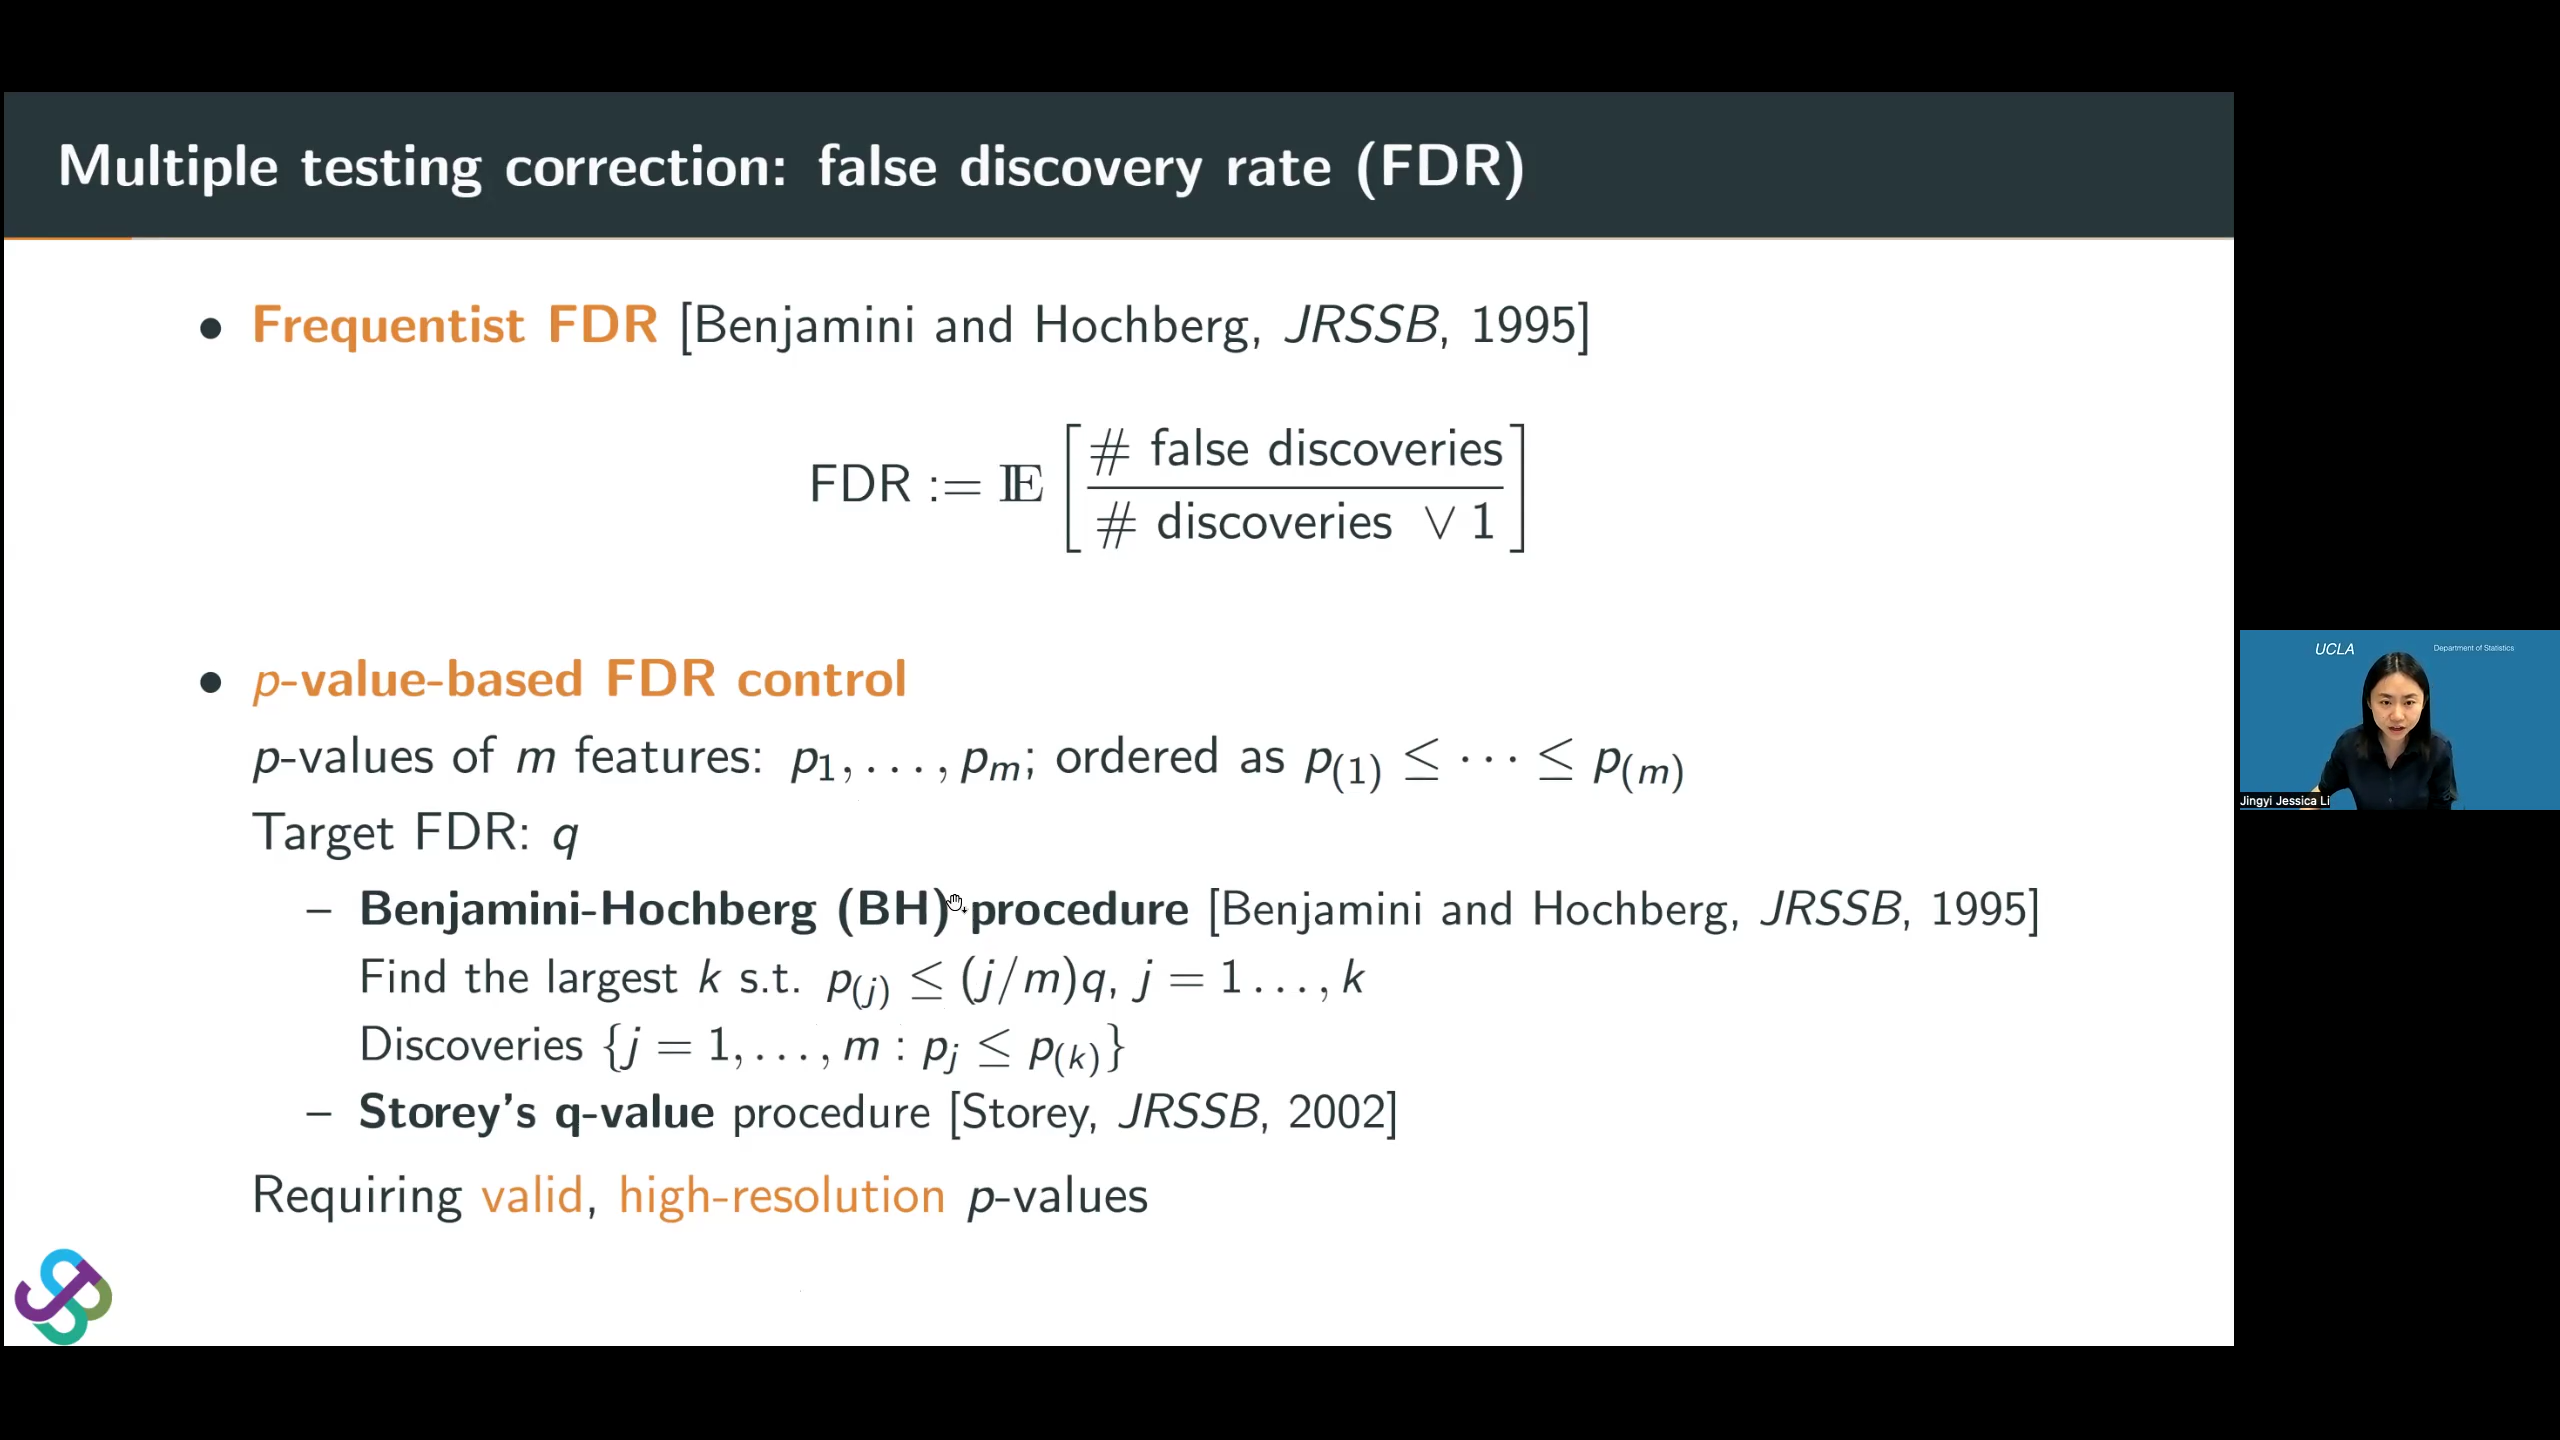 Multiple testing correction: false discovery rate (FDR)
• Frequentist FDR [Benjamini and Hochberg, JRSSB, 1995]
FDR := 𝔼 [ # false discoveries
# discoveries ∨ 1 ]
• p-value-based FDR control
p-values of m features: p₁, . . . , pₘ; ordered as p₍₁₎ ≤ · · · ≤ p₍ₘ₎
Target FDR: q
– Benjamini-Hochberg (BH) procedure [Benjamini and Hochberg, JRSSB, 1995]
Find the largest k s.t. p₍ⱼ₎ ≤ (j/m)q, j = 1 . . . , k
Discoveries {j = 1, . . . , m : pⱼ ≤ p₍ₖ₎}
– Storey's q-value procedure [Storey, JRSSB, 2002]
Requiring valid, high-resolution p-values
UCLA
Department of Statistics
Jingyi Jessica Li